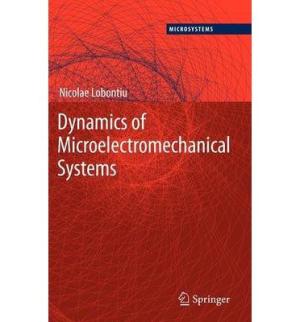 MICROSYSTEMS
Nicolae Lobontiu
Dynamics of
Microelectromechanical
Systems
Springer